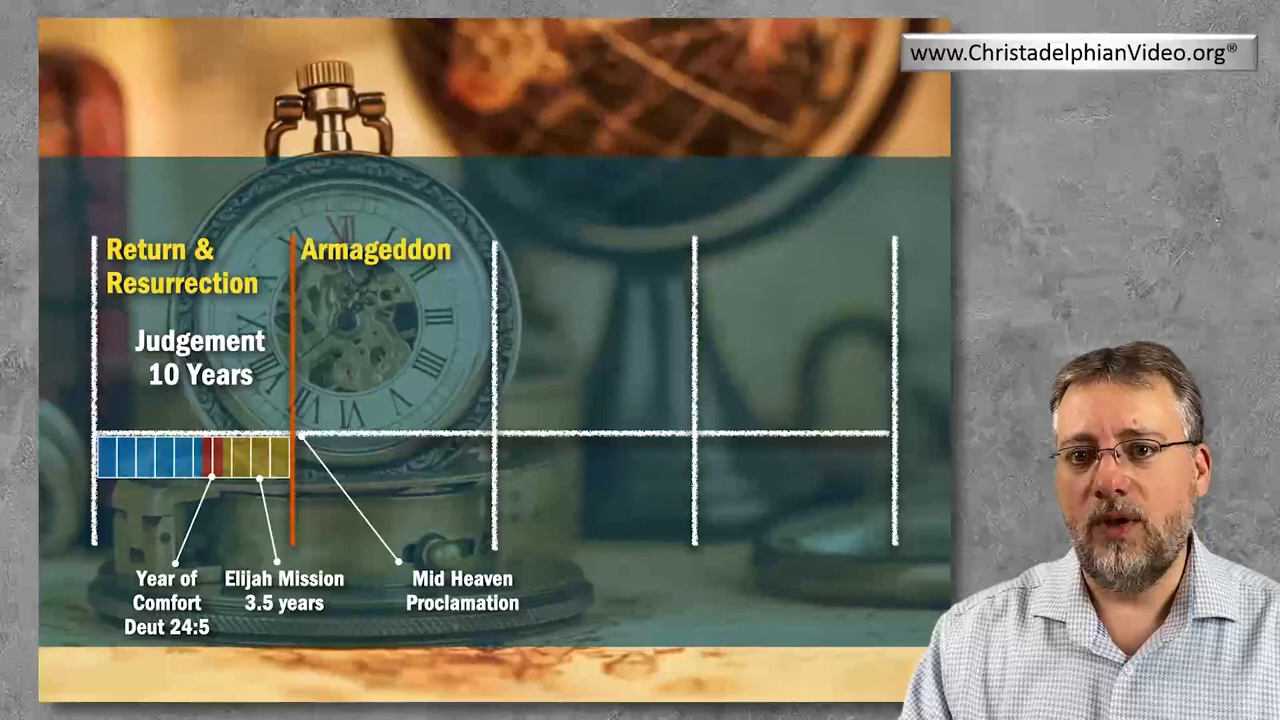 www.ChristadelphianVideo.org®
Return &
Resurrection
Armageddon
Judgement
10 Years
Year of
Comfort
Deut 24:5
Elijah Mission
3.5 years
Mid Heaven
Proclamation